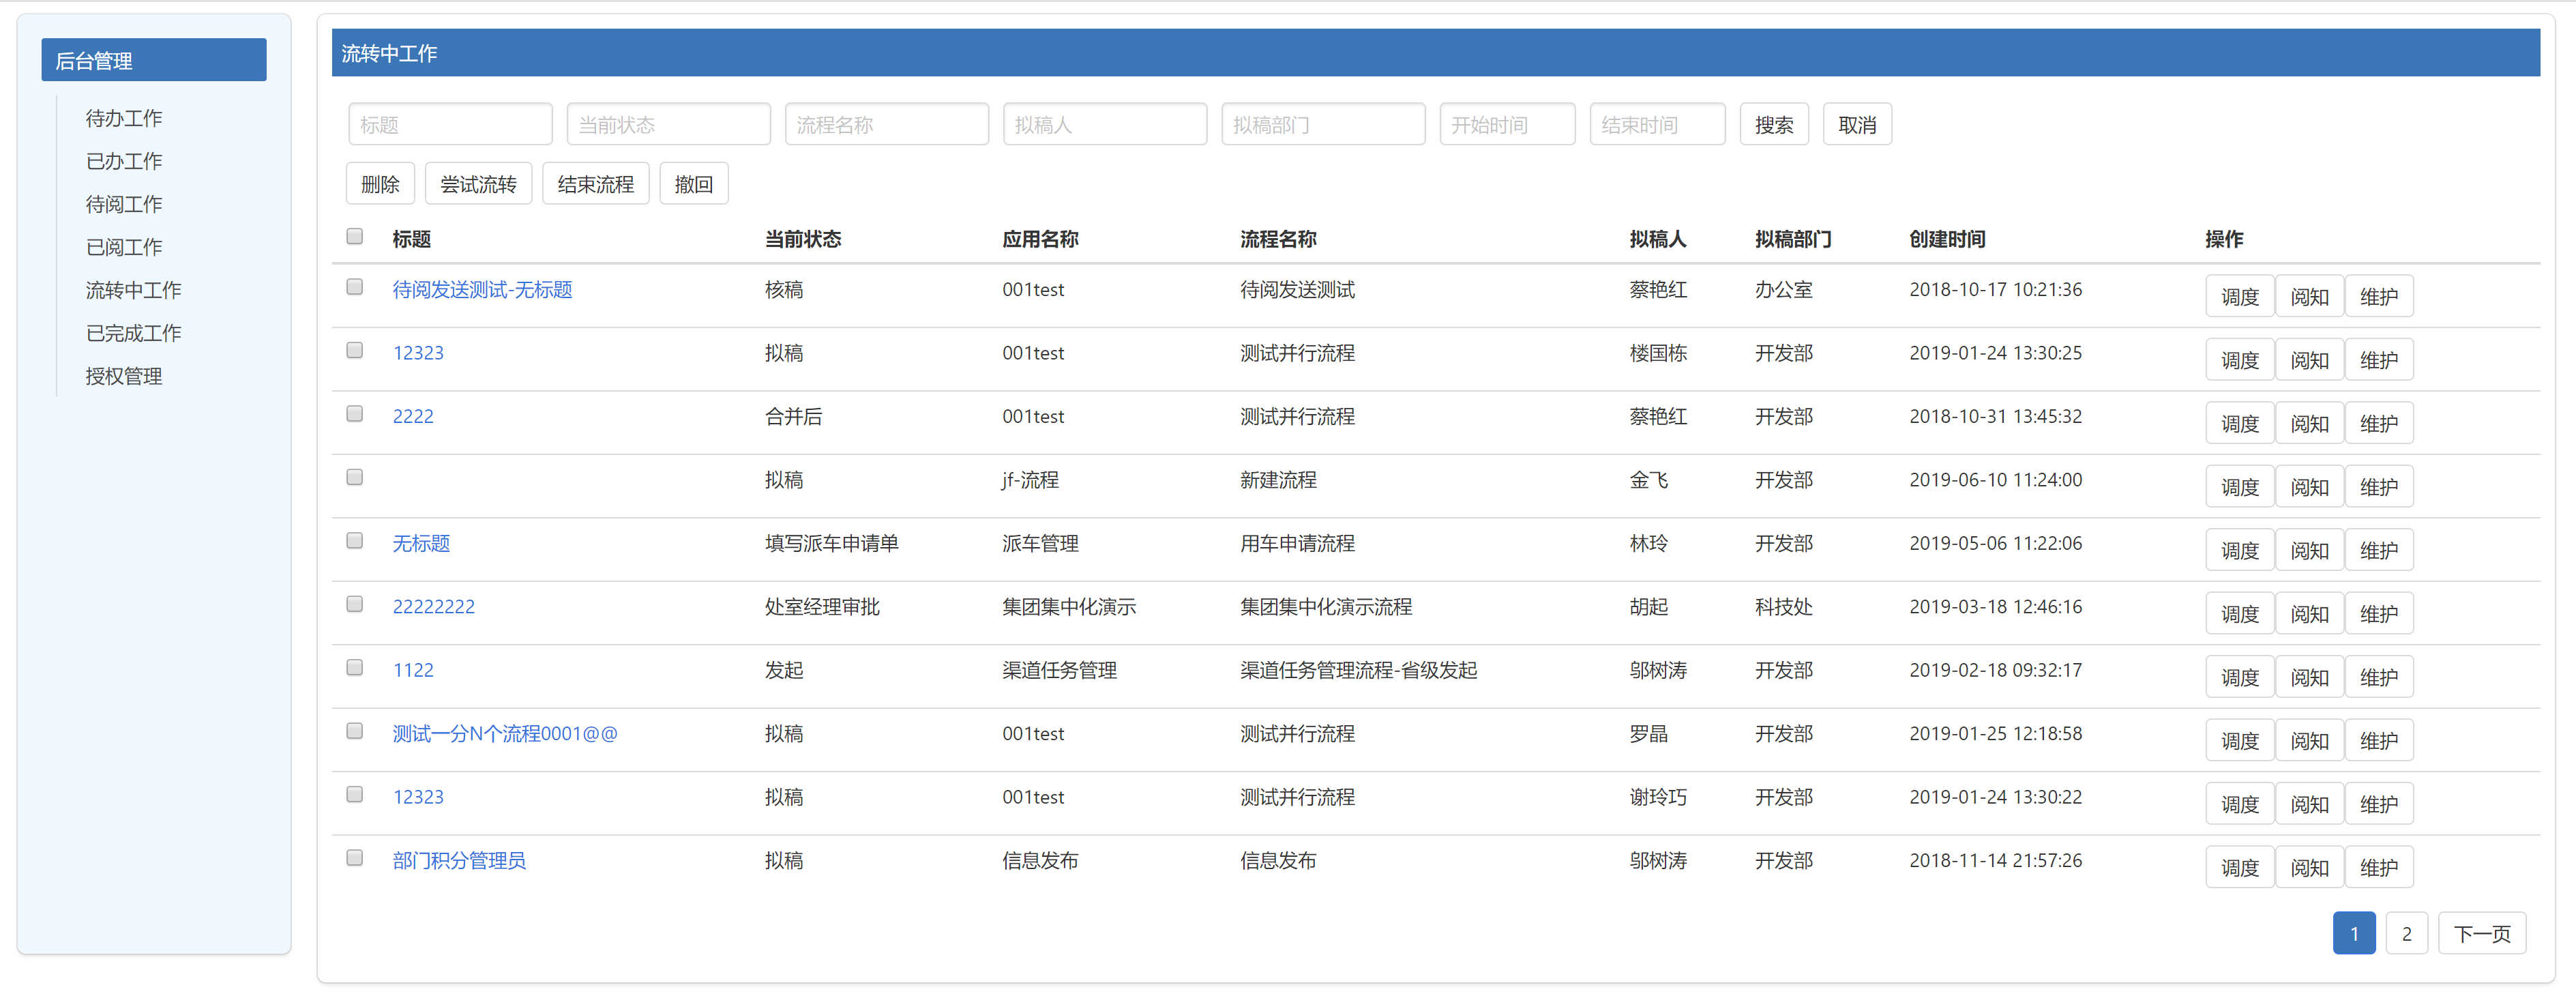 后台管理
待办工作
已办工作
待阅工作
已阅工作
流转中工作
已完成工作
授权管理
流转中工作
标题 当前状态 流程名称 拟稿人 拟稿部门 开始时间 结束时间 搜索 取消
删除 尝试流转 结束流程 撤回
标题 当前状态 应用名称 流程名称 拟稿人 拟稿部门 创建时间 操作
待阅发送测试-无标题 核稿 001test 待阅发送测试 蔡艳红 办公室 2018-10-17 10:21:36 调度 阅知 维护
12323 拟稿 001test 测试并行流程 楼国栋 开发部 2019-01-24 13:30:25 调度 阅知 维护
2222 合并后 001test 测试并行流程 蔡艳红 开发部 2018-10-31 13:45:32 调度 阅知 维护
拟稿 jf-流程 新建流程 金飞 开发部 2019-06-10 11:24:00 调度 阅知 维护
无标题 填写派车申请单 派车管理 用车申请流程 林玲 开发部 2019-05-06 11:22:06 调度 阅知 维护
22222222 处室经理审批 集团集中化演示 集团集中化演示流程 胡起 科技处 2019-03-18 12:46:16 调度 阅知 维护
1122 发起 渠道任务管理 渠道任务管理流程-省级发起 邬树涛 开发部 2019-02-18 09:32:17 调度 阅知 维护
测试一分N个流程0001@@ 拟稿 001test 测试并行流程 罗晶 开发部 2019-01-25 12:18:58 调度 阅知 维护
12323 拟稿 001test 测试并行流程 谢玲巧 开发部 2019-01-24 13:30:22 调度 阅知 维护
部门积分管理员 拟稿 信息发布 信息发布 邬树涛 开发部 2018-11-14 21:57:26 调度 阅知 维护
1 2 下一页